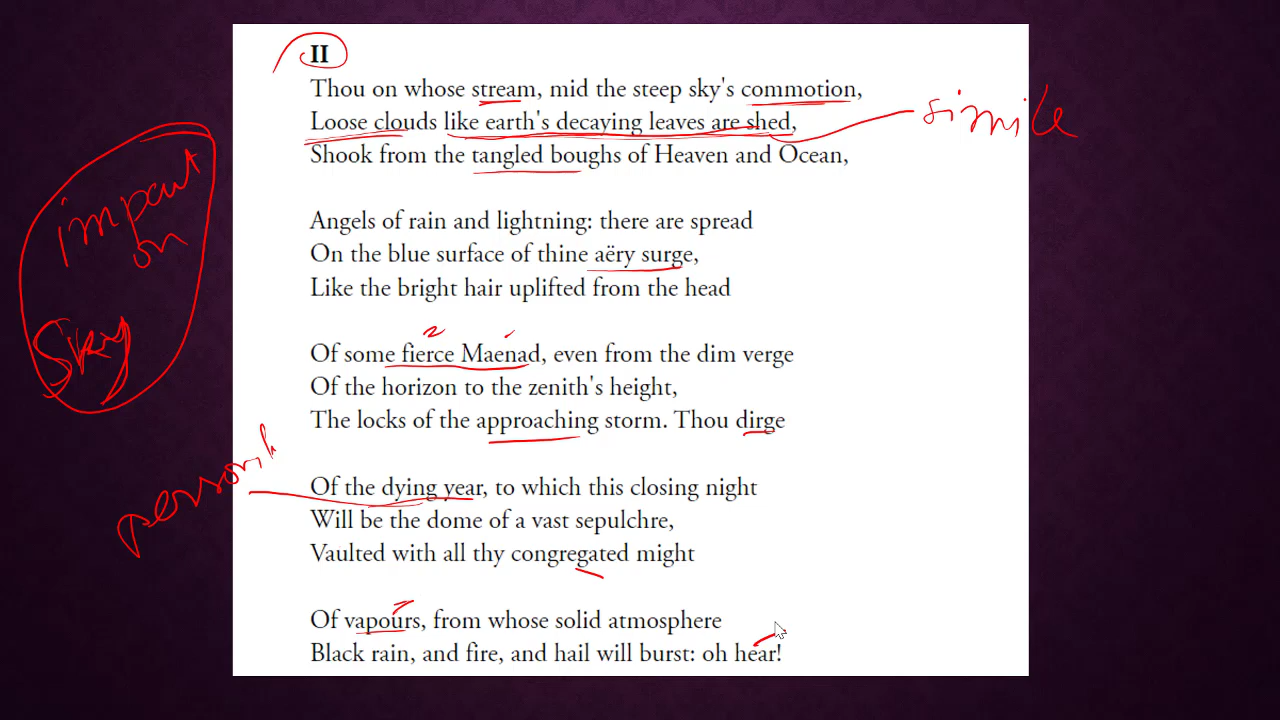 II
Thou on whose stream, mid the steep sky's commotion,
Loose clouds like earth's decaying leaves are shed,
simile
Shook from the tangled boughs of Heaven and Ocean,
impact
on
Sky
Angels of rain and lightning: there are spread
On the blue surface of thine aëry surge,
Like the bright hair uplifted from the head
Of some fierce Maenad, even from the dim verge
Of the horizon to the zenith's height,
The locks of the approaching storm. Thou dirge
Of the dying year, to which this closing night
Will be the dome of a vast sepulchre,
Vaulted with all thy congregated might
Of vapours, from whose solid atmosphere
Black rain, and fire, and hail will burst: oh hear!